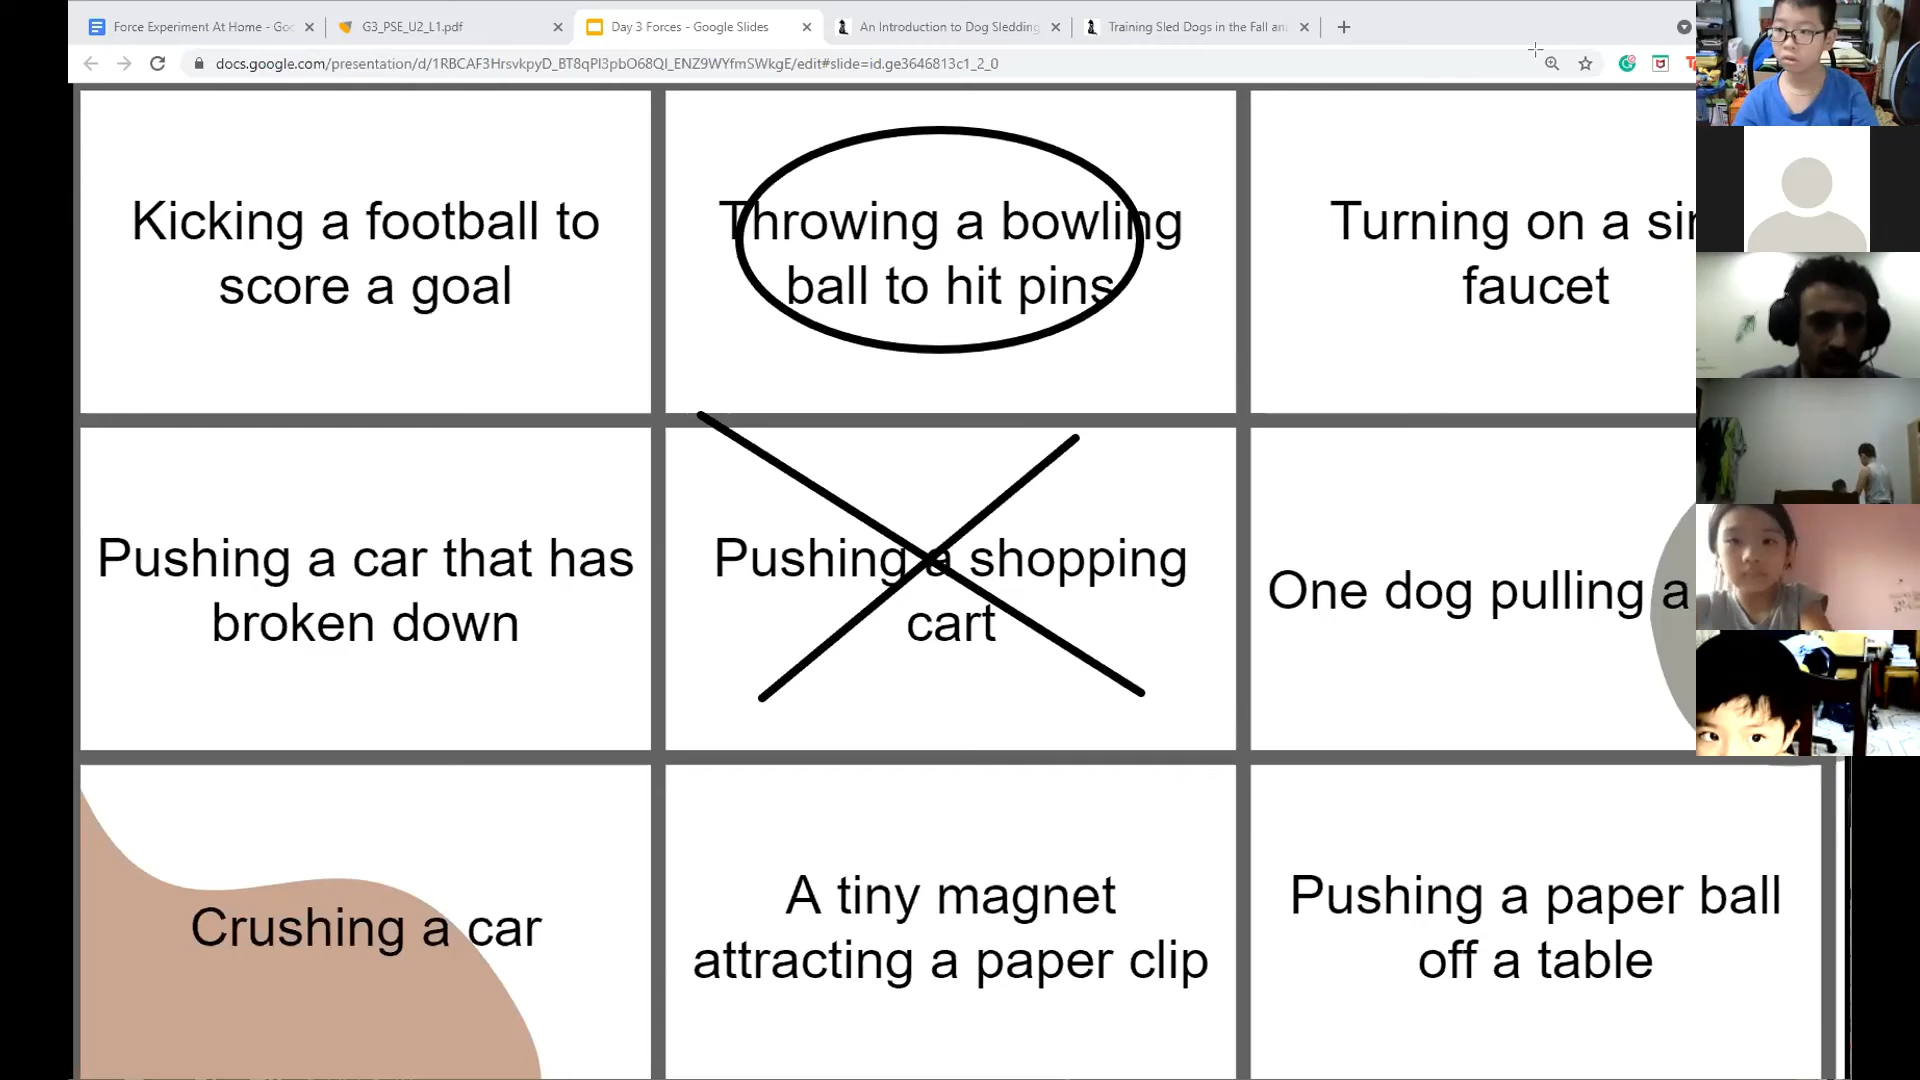 Force Experiment At Home - Goo
G3_PSE_U2_L1.pdf
Day 3 Forces - Google Slides
An Introduction to Dog Sledding
Training Sled Dogs in the Fall an
docs.google.com/presentation/d/1RBCAF3HrsvkpyD_BT8qPl3pbO68QI_ENZ9WYfmSWkgE/edit#slide=id.ge3646813c1_2_0
Kicking a football to
score a goal
Throwing a bowling
ball to hit pins
Turning on a sin
faucet
Pushing a car that has
broken down
Pushing a shopping
cart
One dog pulling a
Crushing a car
A tiny magnet
attracting a paper clip
Pushing a paper ball
off a table